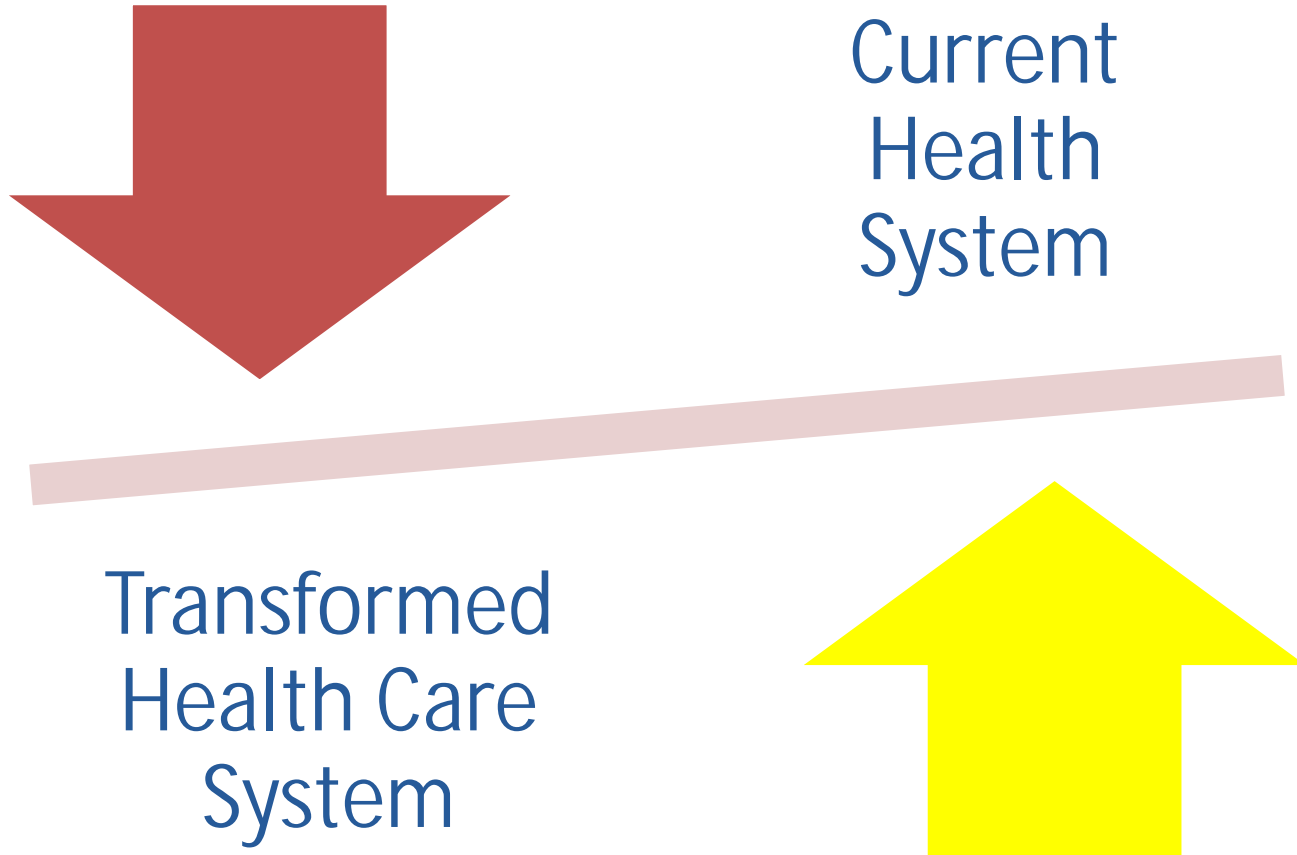 Current
Health
System
Transformed
Health Care
System